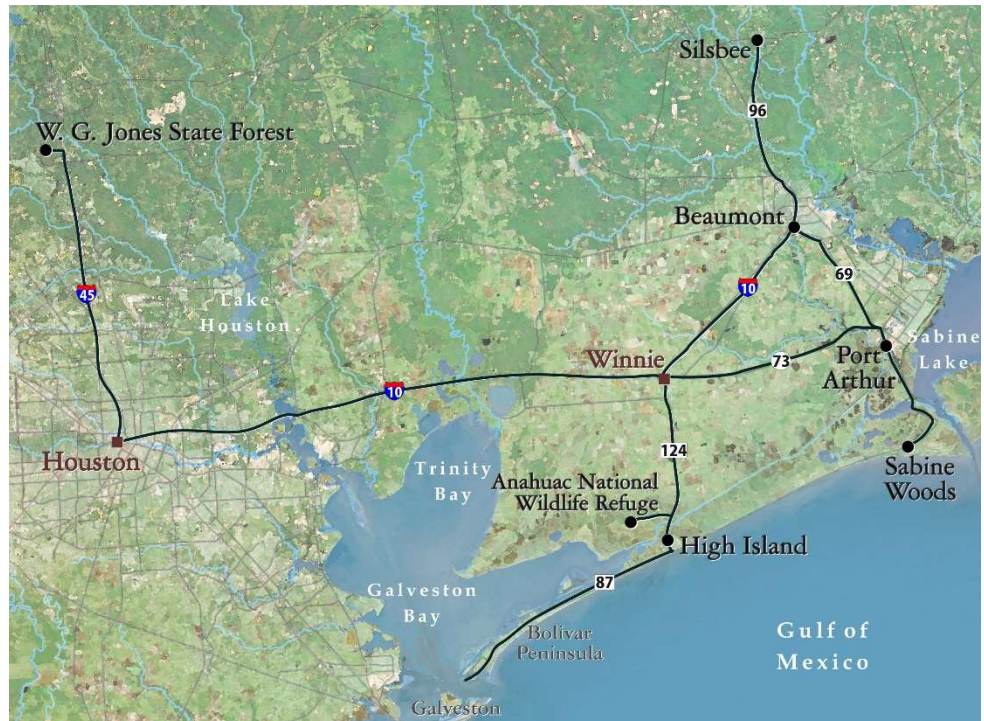 Silsbee
96
W. G. Jones State Forest
Beaumont
45
Lake
Houston
10
69
Winnie
73
Sabine
Lake
Port
Arthur
10
Houston
124
Trinity
Bay
Anahuac National
Wildlife Refuge
Sabine
Woods
High Island
87
Galveston
Bay
Bolivar
Peninsula
Gulf of
Mexico
Galveston